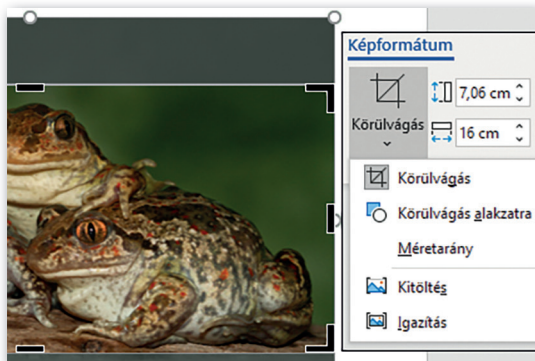 Képformátum
7,06 cm
Körülvágás
16 cm
Körülvágás
Körülvágás alakzatra
Méretarány
Kitöltés
Igazítás